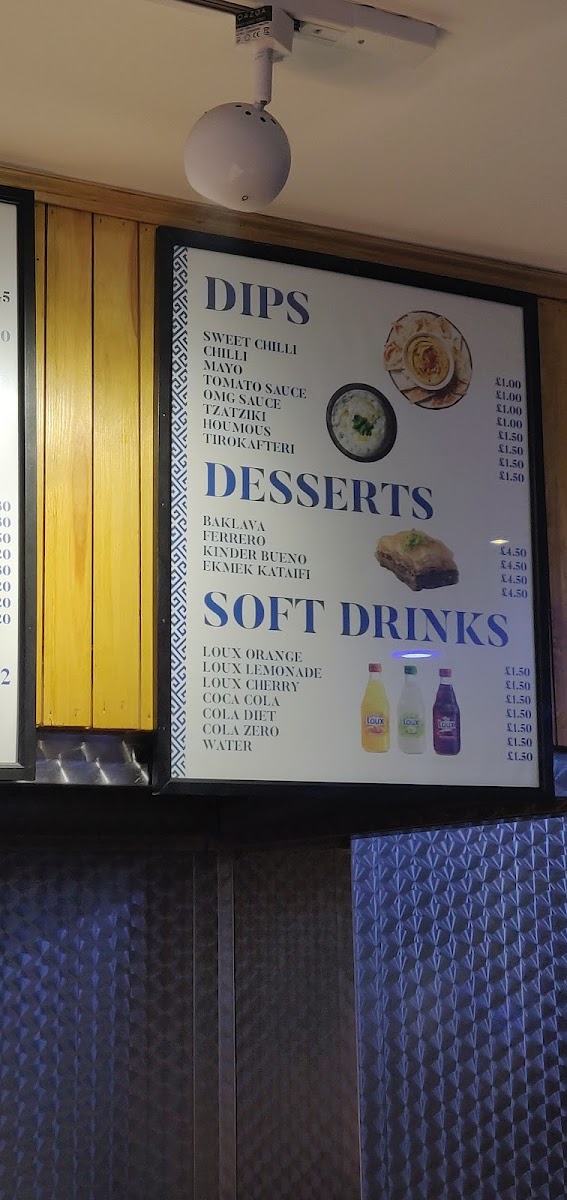 DIPS
SWEET CHILLI £1.00
CHILLI £1.00
MAYO £1.00
TOMATO SAUCE £1.00
OMG SAUCE £1.50
TZATZIKI £1.50
HOUMOUS £1.50
TIROKAFTERI £1.50
DESSERTS
BAKLAVA £4.50
FERRERO £4.50
KINDER BUENO £4.50
EKMEK KATAIFI £4.50
SOFT DRINKS
LOUX ORANGE £1.50
LOUX LEMONADE £1.50
LOUX CHERRY £1.50
COCA COLA £1.50
COLA DIET £1.50
COLA ZERO £1.50
WATER £1.50
Loux
Loux
Loux